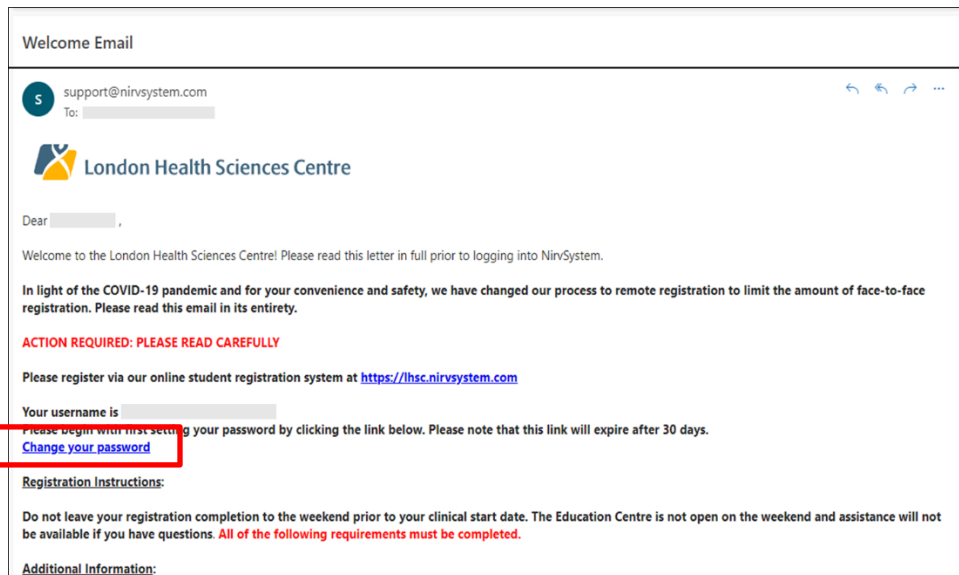 Welcome Email
S
support@nirvsystem.com
To:
London Health Sciences Centre
Dear ,
Welcome to the London Health Sciences Centre! Please read this letter in full prior to logging into NirvSystem.
In light of the COVID-19 pandemic and for your convenience and safety, we have changed our process to remote registration to limit the amount of face-to-face
registration. Please read this email in its entirety.
ACTION REQUIRED: PLEASE READ CAREFULLY
Please register via our online student registration system at https://lhsc.nirvsystem.com
Your username is
Please begin with first setting your password by clicking the link below. Please note that this link will expire after 30 days.
Change your password
Registration Instructions:
Do not leave your registration completion to the weekend prior to your clinical start date. The Education Centre is not open on the weekend and assistance will not
be available if you have questions. All of the following requirements must be completed.
Additional Information: